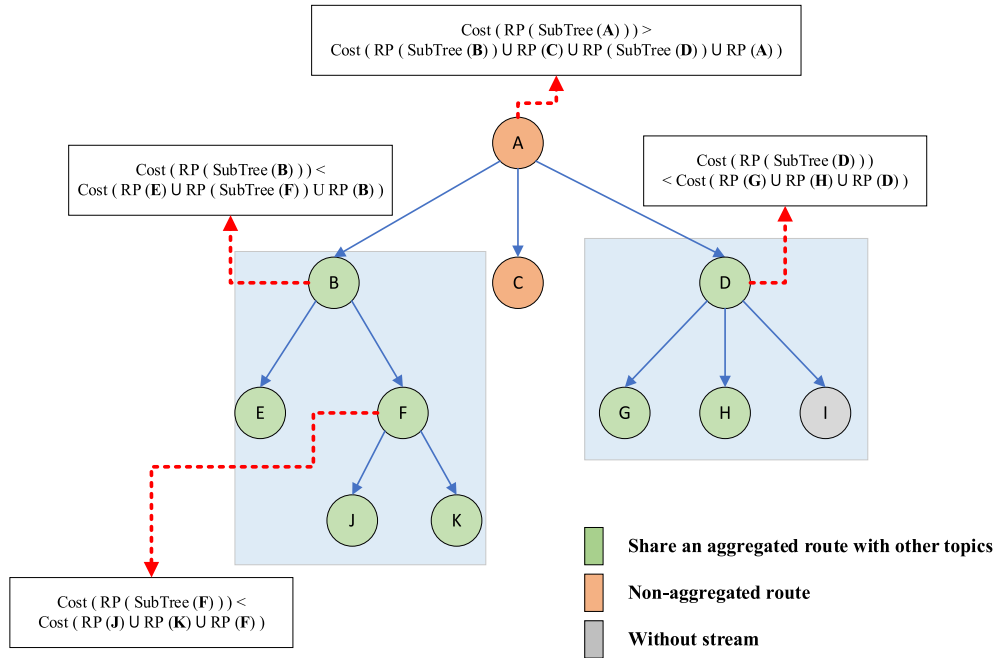 Cost ( RP ( SubTree (A) ) ) >
Cost ( RP ( SubTree (B) ) U RP (C) U RP ( SubTree (D) ) U RP (A) )
A
Cost ( RP ( SubTree (B) ) ) <
Cost ( RP (E) U RP ( SubTree (F) ) U RP (B) )
Cost ( RP ( SubTree (D) ) )
< Cost ( RP (G) U RP (H) U RP (D) )
B
C
D
E
F
G
H
I
J
K
Share an aggregated route with other topics
Non-aggregated route
Without stream
Cost ( RP ( SubTree (F) ) ) <
Cost ( RP (J) U RP (K) U RP (F) )